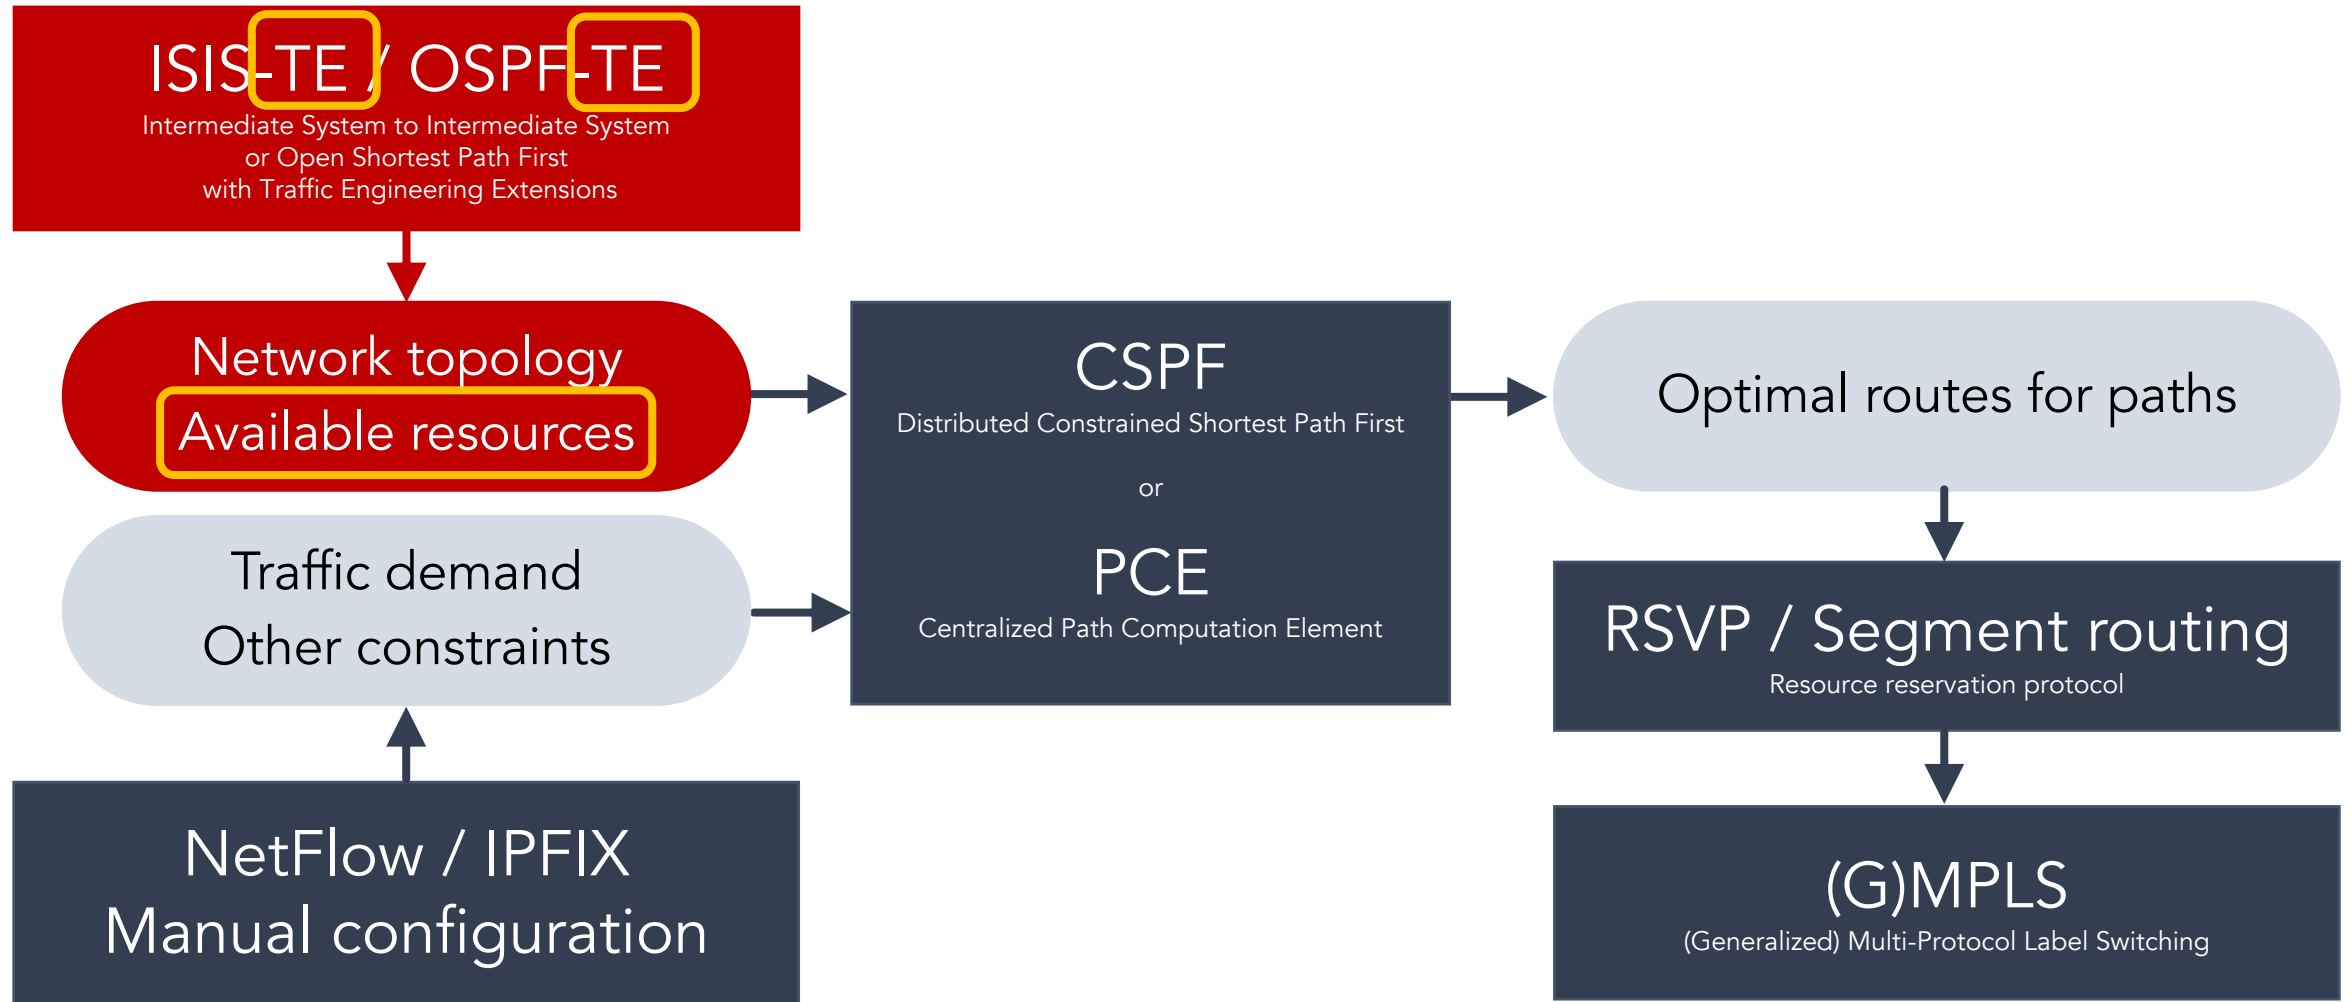 ISIS-TE / OSPF-TE
Intermediate System to Intermediate System
or Open Shortest Path First
with Traffic Engineering Extensions
Network topology
Available resources
Traffic demand
Other constraints
NetFlow / IPFIX
Manual configuration
CSPF
Distributed Constrained Shortest Path First
or
PCE
Centralized Path Computation Element
Optimal routes for paths
RSVP / Segment routing
Resource reservation protocol
(G)MPLS
(Generalized) Multi-Protocol Label Switching